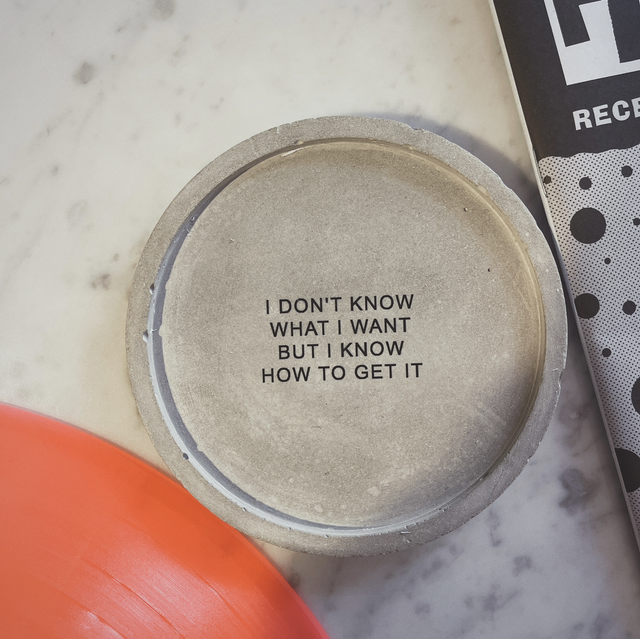 RECE
I DON'T KNOW
WHAT I WANT
BUT I KNOW
HOW TO GET IT